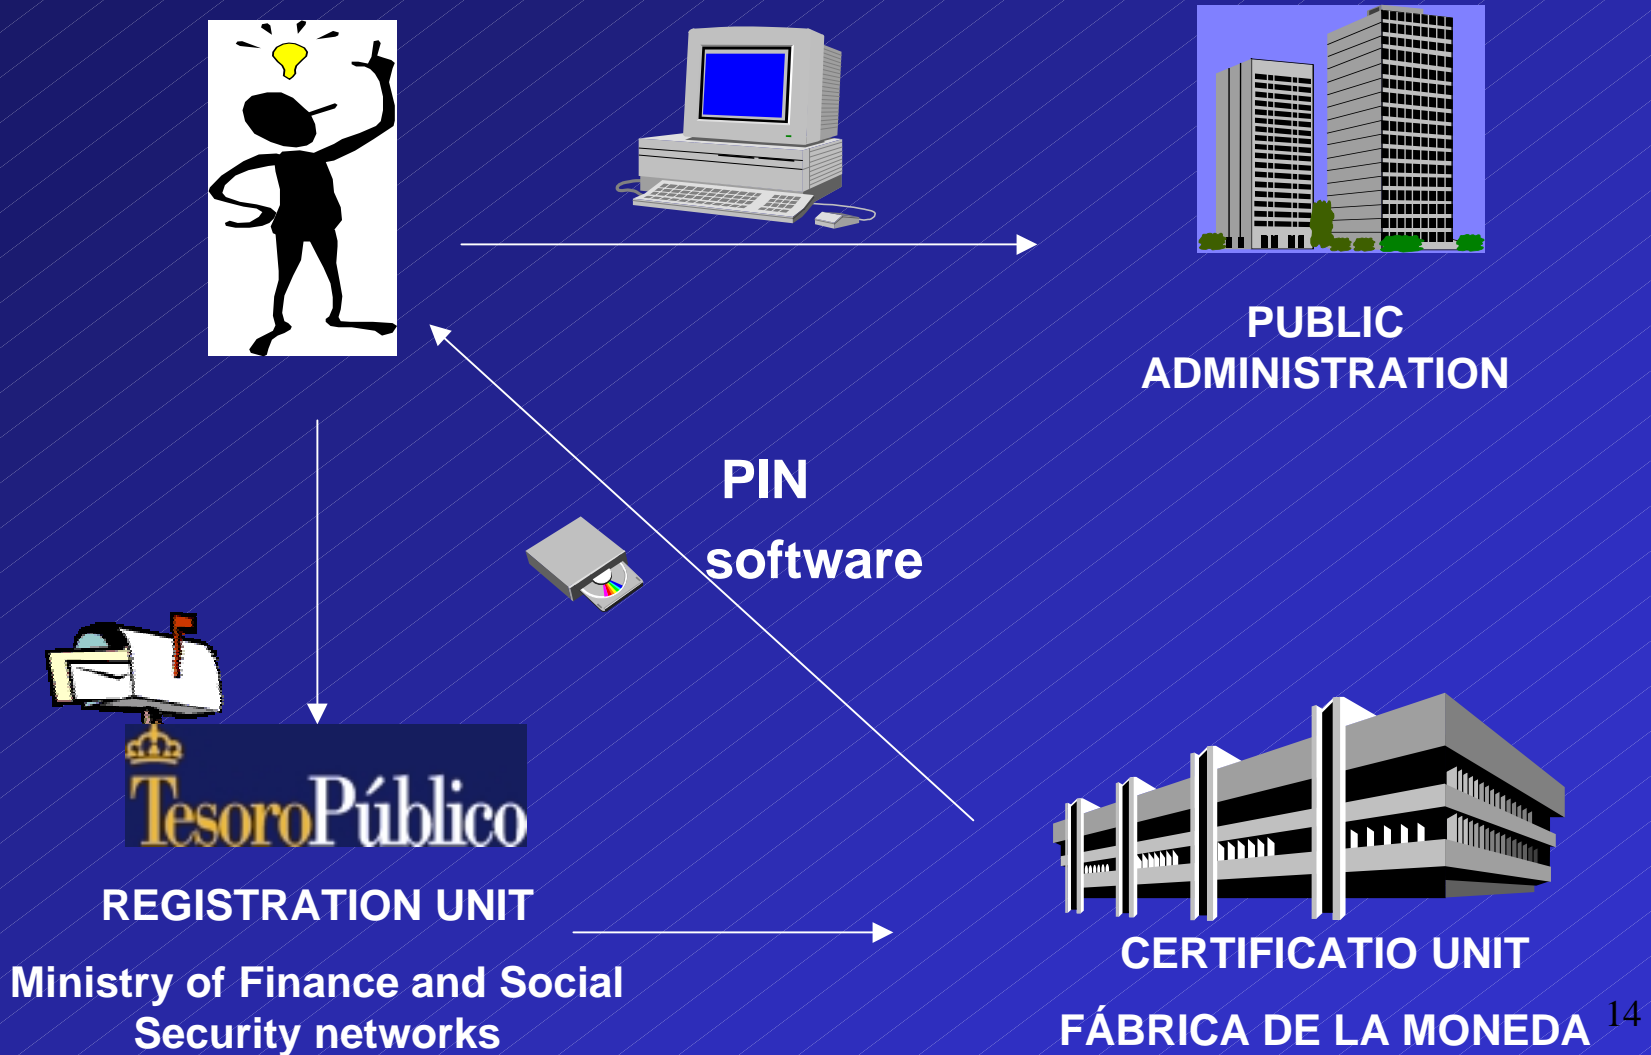 PUBLIC
ADMINISTRATION
PIN
software
TesoroPúblico
REGISTRATION UNIT
Ministry of Finance and Social
Security networks
CERTIFICATIO UNIT
FÁBRICA DE LA MONEDA
14